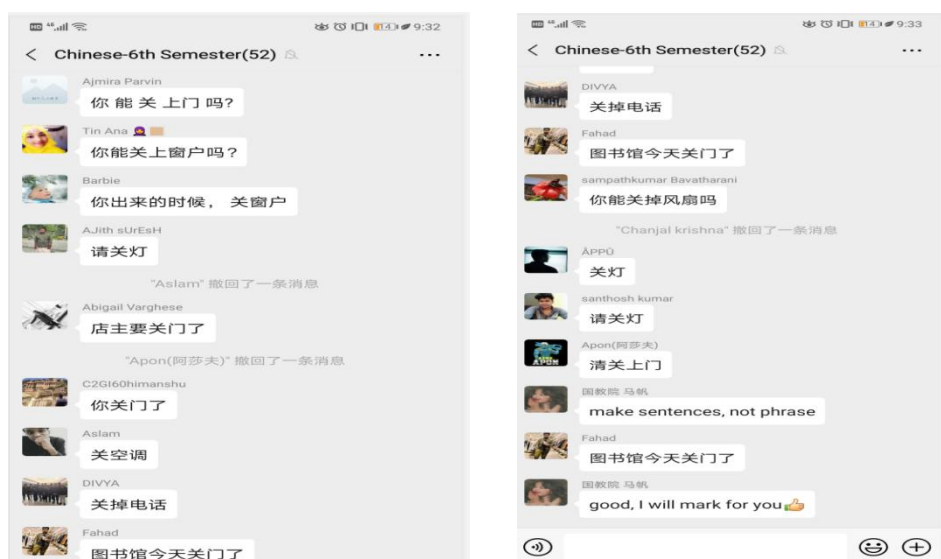 HD 46 9:32
Chinese-6th Semester(52)
Ajmira Parvin
你 能 关 上门 吗?
Tin Ana
你能关上窗户吗?
Barbie
你出来的时候, 关窗户
AJith sUrEsH
请关灯
"Aslam" 撤回了一条消息
Abigail Varghese
店主要关门了
"Apon(阿莎夫)" 撤回了一条消息
C2GI60himanshu
你关门了
Aslam
关空调
DIVYA
关掉电话
Fahad
图书馆今天关门了
HD 46 9:33
Chinese-6th Semester(52)
DIVYA
关掉电话
Fahad
图书馆今天关门了
sampathkumar Bavatharani
你能关掉风扇吗
"Chanjal krishna" 撤回了一条消息
ÀPPÙ
关灯
santhosh kumar
请关灯
Apon(阿莎夫)
清关上门
国教院 马帆
make sentences, not phrase
Fahad
图书馆今天关门了
国教院 马帆
good, I will mark for you👍